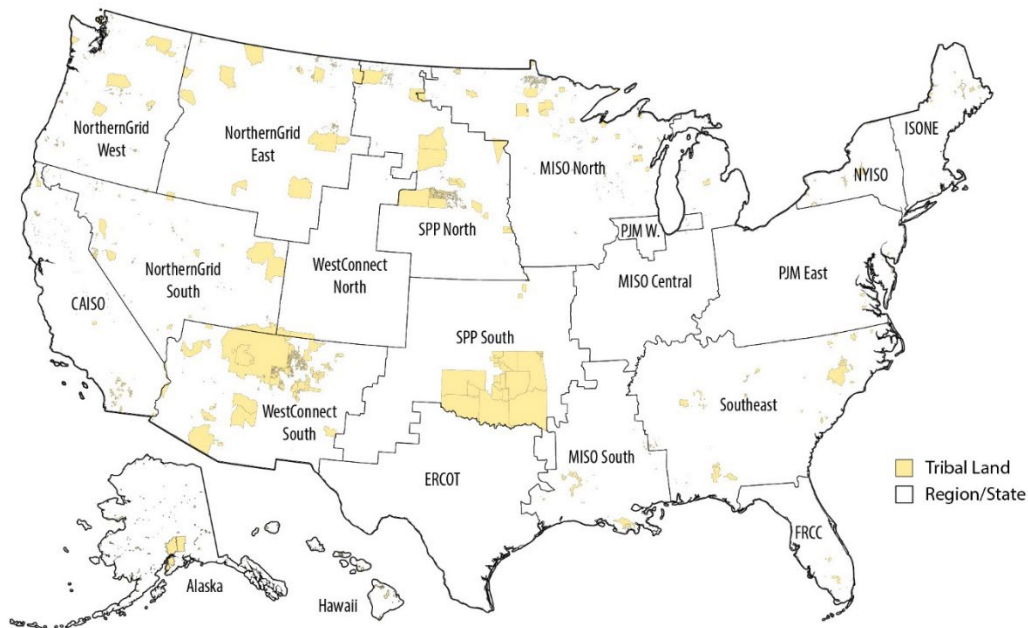 NorthernGrid
West
NorthernGrid
East
MISO North
ISONE
NYISO
SPP North
PJM W.
WestConnect
North
MISO Central
PJM East
NorthernGrid
South
CAISO
SPP South
WestConnect
South
Southeast
MISO South
ERCOT
Tribal Land
Region/State
FRCC
Alaska
Hawaii